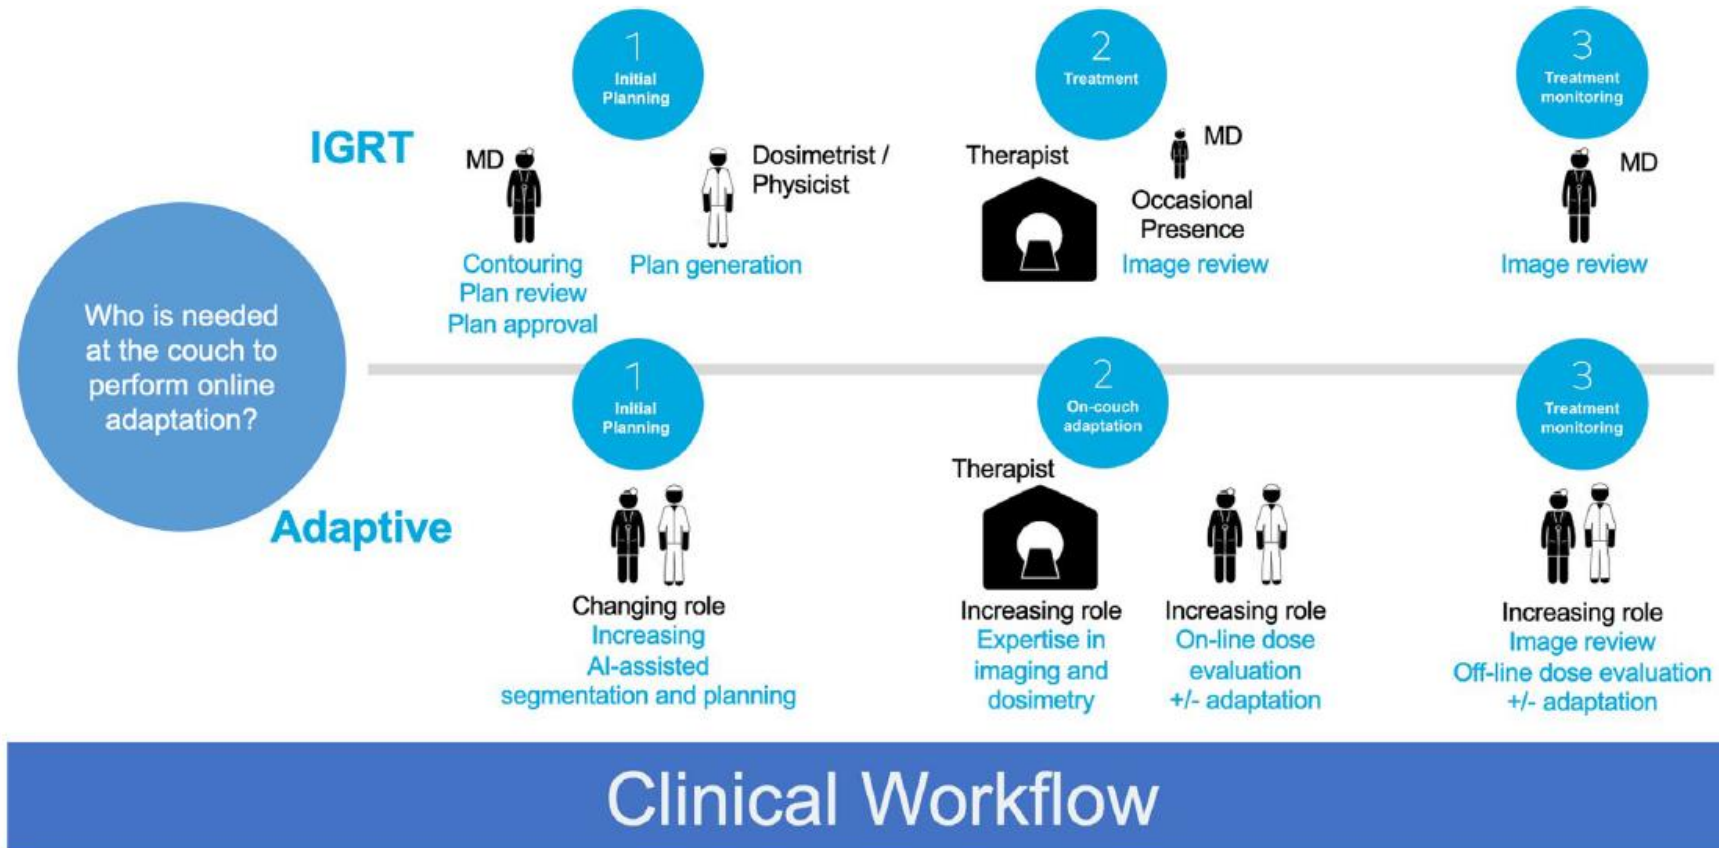 1
Initial
Planning
2
Treatment
3
Treatment
monitoring
IGRT
MD
Dosimetrist /
Physicist
Therapist
MD
Occasional
Presence
MD
Contouring
Plan review
Plan approval
Plan generation
Image review
Image review
Who is needed
at the couch to
perform online
adaptation?
1
Initial
Planning
2
On-couch
adaptation
3
Treatment
monitoring
Adaptive
Therapist
Changing role
Increasing
AI-assisted
segmentation and planning
Increasing role
Expertise in
imaging and
dosimetry
Increasing role
On-line dose
evaluation
+/- adaptation
Increasing role
Image review
Off-line dose evaluation
+/- adaptation
Clinical Workflow